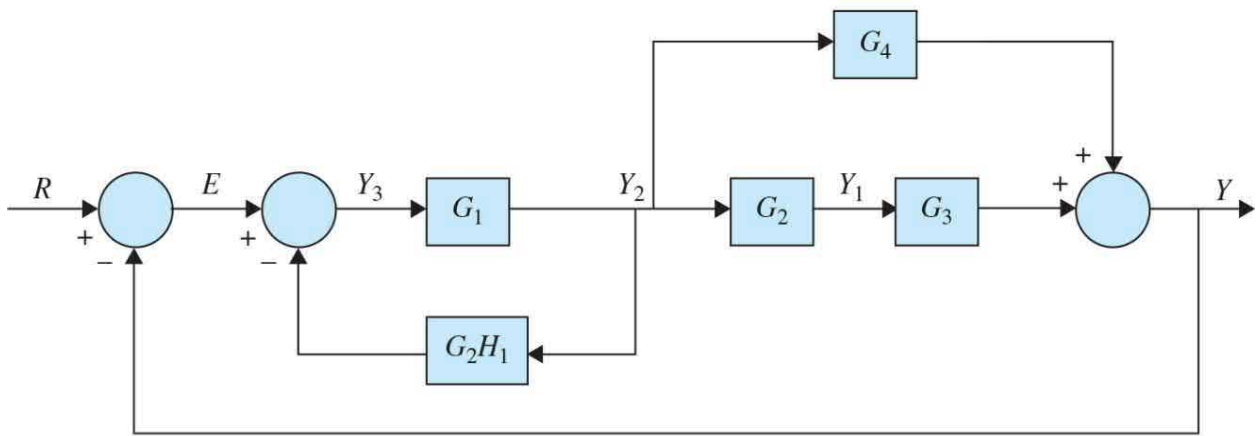 G₄
+
R
E
Y₃
G₁
Y₂
G₂
Y₁
G₃
+
Y
+
−
+
−
G₂H₁